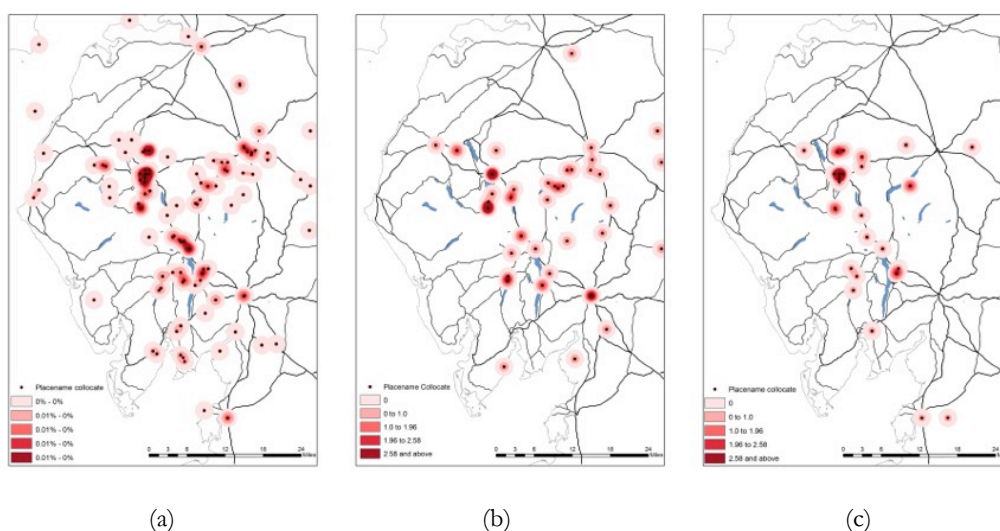 Placename Collocate
0% - 0%
0.01% - 0%
0.01% - 0%
0.01% - 0%
0.01% - 0%
0 3 6 12 18 24
Placename Collocate
0
0 to 1.0
1.0 to 1.96
1.96 to 2.58
2.58 and above
0 3 6 12 18 24
Placename collocate
0
0 to 1.0
1.0 to 1.96
1.96 to 2.58
2.58 and above
0 3 6 12 18 24
(a) (b) (c)